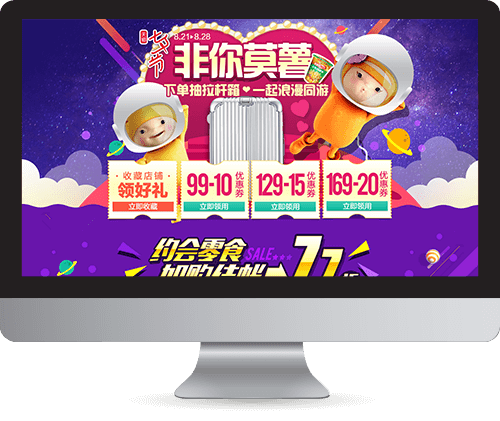 七夕节
8.21-8.28
非你莫薯
下单抽拉杆箱❤一起浪漫同游
收藏店铺
领好礼
立即收藏
99-10
优惠券
立即领用
129-15
优惠券
立即领用
169-20
优惠券
立即领用
约会零食
SALE
7.7